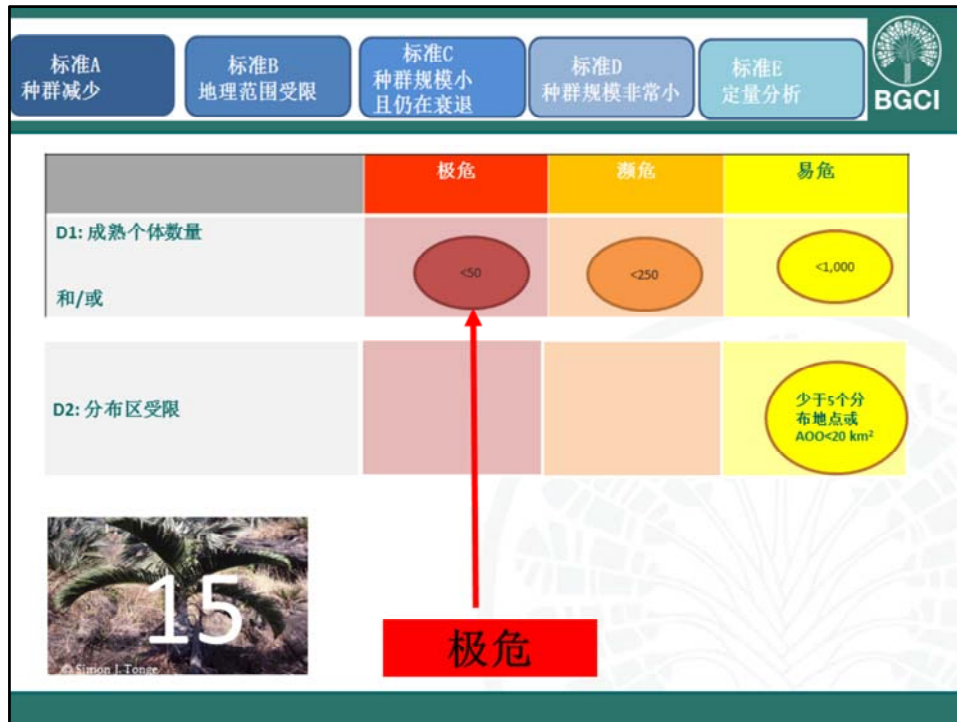 标准A
种群减少
标准B
地理范围受限
标准C
种群规模小
且仍在衰退
标准D
种群规模非常小
标准E
定量分析
BGCI
极危
濒危
易危
D1: 成熟个体数量
和/或
<50
<250
<1,000
D2: 分布区受限
少于5个分
布地点或
AOO<20 km²
15
© Simon J. Tonge
极危